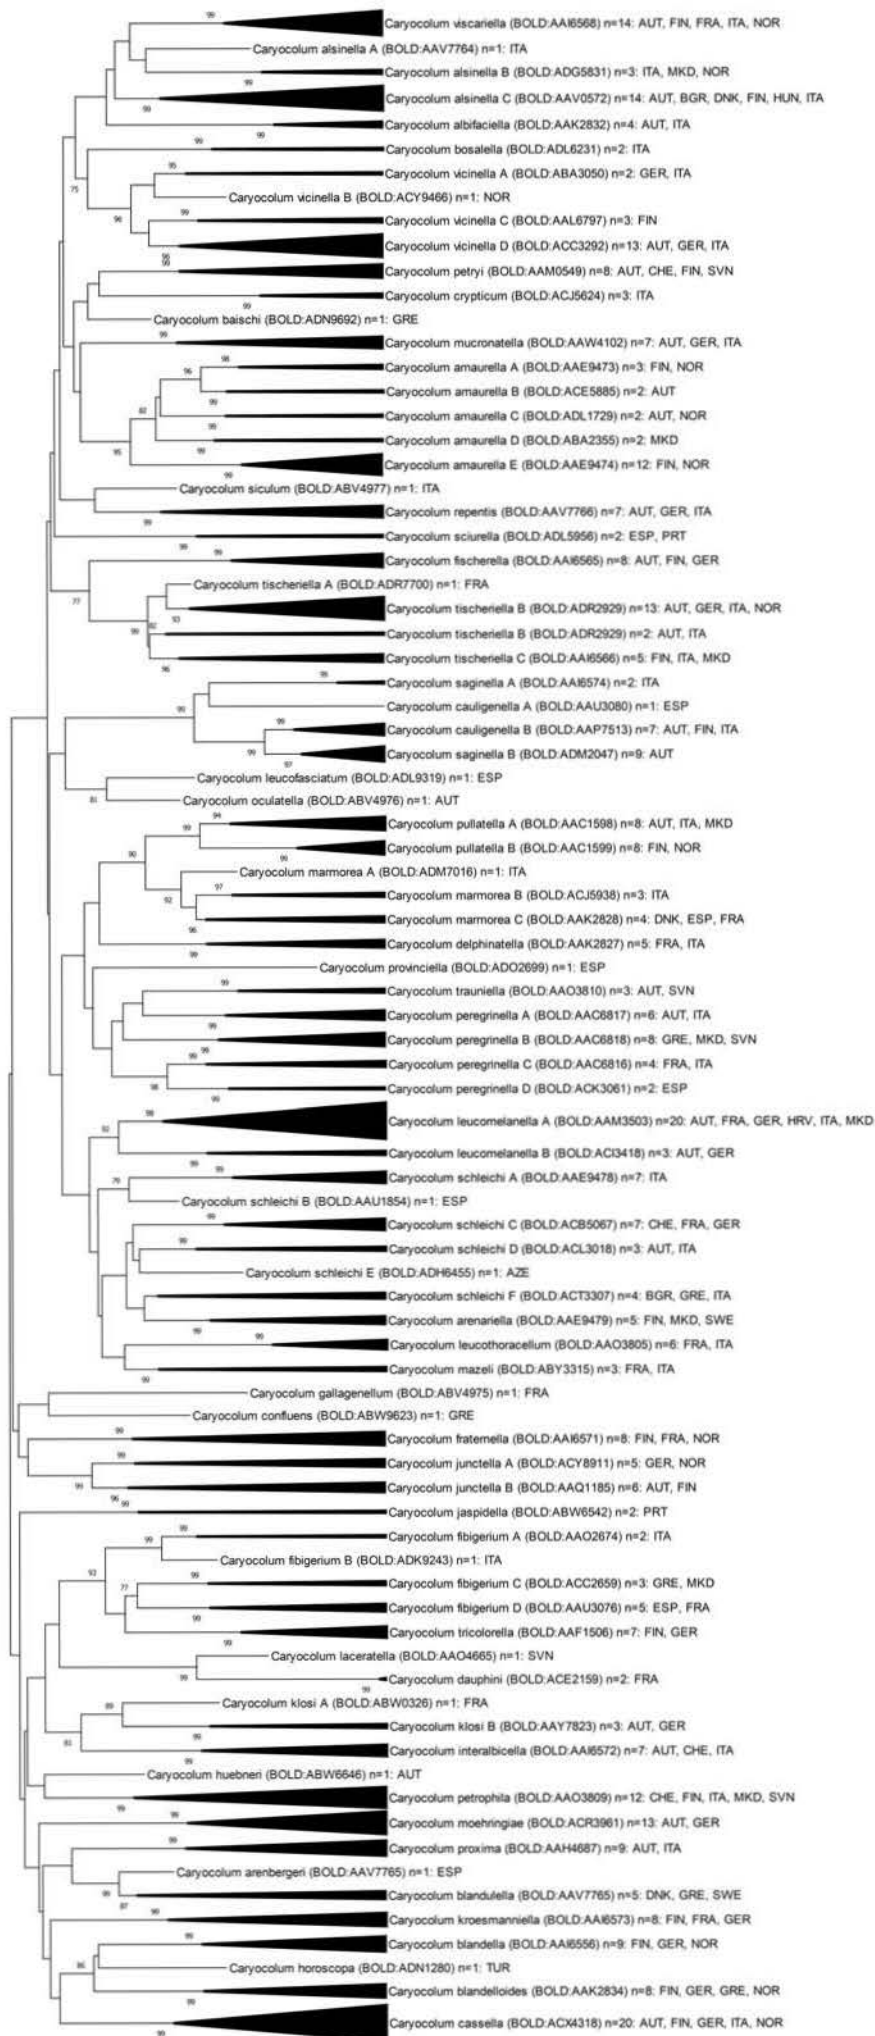 Caryocolum viscariella (BOLD:AAI6568) n=14: AUT, FIN, FRA, ITA, NOR
Caryocolum alsinella A (BOLD:AAV7764) n=1: ITA
Caryocolum alsinella B (BOLD:ADG5831) n=3: ITA, MKD, NOR
Caryocolum alsinella C (BOLD:AAV0572) n=14: AUT, BGR, DNK, FIN, HUN, ITA
Caryocolum albifaciella (BOLD:AAK2832) n=4: AUT, ITA
Caryocolum bosalella (BOLD:ADL6231) n=2: ITA
Caryocolum vicinella A (BOLD:ABA3050) n=2: GER, ITA
Caryocolum vicinella B (BOLD:ACY9466) n=1: NOR
Caryocolum vicinella C (BOLD:AAL6797) n=3: FIN
Caryocolum vicinella D (BOLD:ACC3292) n=13: AUT, GER, ITA
Caryocolum petryi (BOLD:AAM0549) n=8: AUT, CHE, FIN, SVN
Caryocolum crypticum (BOLD:ACJ5624) n=3: ITA
Caryocolum baischi (BOLD:ADN9692) n=1: GRE
Caryocolum mucronatella (BOLD:AAW4102) n=7: AUT, GER, ITA
Caryocolum amaurella A (BOLD:AAE9473) n=3: FIN, NOR
Caryocolum amaurella B (BOLD:ACE5885) n=2: AUT
Caryocolum amaurella C (BOLD:ADL1729) n=2: AUT, NOR
Caryocolum amaurella D (BOLD:ABA2355) n=2: MKD
Caryocolum amaurella E (BOLD:AAE9474) n=12: FIN, NOR
Caryocolum siculum (BOLD:ABV4977) n=1: ITA
Caryocolum repentis (BOLD:AAV7766) n=7: AUT, GER, ITA
Caryocolum sciurella (BOLD:ADL5956) n=2: ESP, PRT
Caryocolum fischerella (BOLD:AAI6565) n=8: AUT, FIN, GER
Caryocolum tischeriella A (BOLD:ADR7700) n=1: FRA
Caryocolum tischeriella B (BOLD:ADR2929) n=13: AUT, GER, ITA, NOR
Caryocolum tischeriella B (BOLD:ADR2929) n=2: AUT, ITA
Caryocolum tischeriella C (BOLD:AAI6566) n=5: FIN, ITA, MKD
Caryocolum saginella A (BOLD:AAI6574) n=2: ITA
Caryocolum cauligenella A (BOLD:AAU3080) n=1: ESP
Caryocolum cauligenella B (BOLD:AAP7513) n=7: AUT, FIN, ITA
Caryocolum saginella B (BOLD:ADM2047) n=9: AUT
Caryocolum leucofasciatum (BOLD:ADL9319) n=1: ESP
Caryocolum oculatella (BOLD:ABV4976) n=1: AUT
Caryocolum pullatella A (BOLD:AAC1598) n=8: AUT, ITA, MKD
Caryocolum pullatella B (BOLD:AAC1599) n=8: FIN, NOR
Caryocolum marmorea A (BOLD:ADM7016) n=1: ITA
Caryocolum marmorea B (BOLD:ACJ5938) n=3: ITA
Caryocolum marmorea C (BOLD:AAK2828) n=4: DNK, ESP, FRA
Caryocolum delphinatella (BOLD:AAK2827) n=5: FRA, ITA
Caryocolum provinciella (BOLD:ADO2699) n=1: ESP
Caryocolum trauniella (BOLD:AAO3810) n=3: AUT, SVN
Caryocolum peregrinella A (BOLD:AAC6817) n=6: AUT, ITA
Caryocolum peregrinella B (BOLD:AAC6818) n=8: GRE, MKD, SVN
Caryocolum peregrinella C (BOLD:AAC6816) n=4: FRA, ITA
Caryocolum peregrinella D (BOLD:ACK3061) n=2: ESP
Caryocolum leucomelanella A (BOLD:AAM3503) n=20: AUT, FRA, GER, HRV, ITA, MKD
Caryocolum leucomelanella B (BOLD:ACI3418) n=3: AUT, GER
Caryocolum schleichi A (BOLD:AAE9478) n=7: ITA
Caryocolum schleichi B (BOLD:AAU1854) n=1: ESP
Caryocolum schleichi C (BOLD:ACB5067) n=7: CHE, FRA, GER
Caryocolum schleichi D (BOLD:ACL3018) n=3: AUT, ITA
Caryocolum schleichi E (BOLD:ADH6455) n=1: AZE
Caryocolum schleichi F (BOLD:ACT3307) n=4: BGR, GRE, ITA
Caryocolum arenariella (BOLD:AAE9479) n=5: FIN, MKD, SWE
Caryocolum leucothoracellum (BOLD:AAO3805) n=6: FRA, ITA
Caryocolum mazeli (BOLD:ABY3315) n=3: FRA, ITA
Caryocolum gallagenellum (BOLD:ABV4975) n=1: FRA
Caryocolum confluens (BOLD:ABW9623) n=1: GRE
Caryocolum fraternella (BOLD:AAI6571) n=8: FIN, FRA, NOR
Caryocolum junctella A (BOLD:ACY8911) n=5: GER, NOR
Caryocolum junctella B (BOLD:AAQ1185) n=6: AUT, FIN
Caryocolum jaspidella (BOLD:ABW6542) n=2: PRT
Caryocolum fibigerium A (BOLD:AAO2674) n=2: ITA
Caryocolum fibigerium B (BOLD:ADK9243) n=1: ITA
Caryocolum fibigerium C (BOLD:ACC2659) n=3: GRE, MKD
Caryocolum fibigerium D (BOLD:AAU3076) n=5: ESP, FRA
Caryocolum tricolorella (BOLD:AAF1506) n=7: FIN, GER
Caryocolum laceratella (BOLD:AAO4665) n=1: SVN
Caryocolum dauphini (BOLD:ACE2159) n=2: FRA
Caryocolum klosi A (BOLD:ABW0326) n=1: FRA
Caryocolum klosi B (BOLD:AAY7823) n=3: AUT, GER
Caryocolum interalbicella (BOLD:AAI6572) n=7: AUT, CHE, ITA
Caryocolum huebneri (BOLD:ABW6646) n=1: AUT
Caryocolum petrophila (BOLD:AAO3809) n=12: CHE, FIN, ITA, MKD, SVN
Caryocolum moehringiae (BOLD:ACR3961) n=13: AUT, GER
Caryocolum proxima (BOLD:AAH4687) n=9: AUT, ITA
Caryocolum arenbergeri (BOLD:AAV7765) n=1: ESP
Caryocolum blandulella (BOLD:AAV7765) n=5: DNK, GRE, SWE
Caryocolum kroesmanniella (BOLD:AAI6573) n=8: FIN, FRA, GER
Caryocolum blandella (BOLD:AAI6556) n=9: FIN, GER, NOR
Caryocolum horoscopa (BOLD:ADN1280) n=1: TUR
Caryocolum blandelloides (BOLD:AAK2834) n=8: FIN, GER, GRE, NOR
Caryocolum cassella (BOLD:ACX4318) n=20: AUT, FIN, GER, ITA, NOR